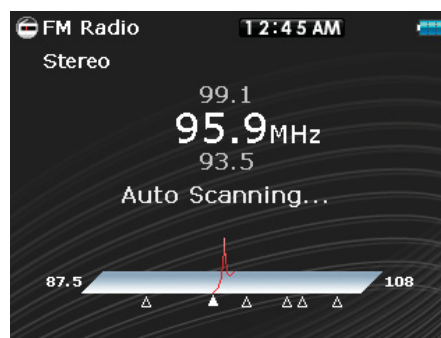 FM Radio 12:45 AM
Stereo
99.1
95.9MHz
93.5
Auto Scanning...
87.5 108